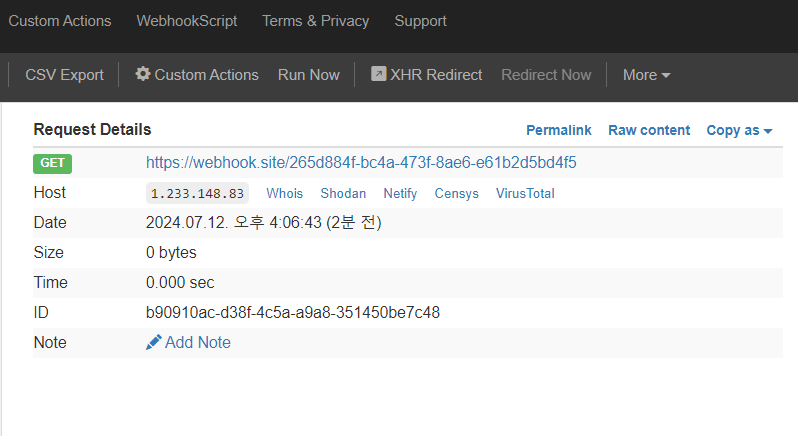 Custom Actions WebhookScript Terms & Privacy Support
CSV Export Custom Actions Run Now XHR Redirect Redirect Now More
Request Details Permalink Raw content Copy as
GET https://webhook.site/265d884f-bc4a-473f-8ae6-e61b2d5bd4f5
Host 1.233.148.83 Whois Shodan Netify Censys VirusTotal
Date 2024.07.12. 오후 4:06:43 (2분 전)
Size 0 bytes
Time 0.000 sec
ID b90910ac-d38f-4c5a-a9a8-351450be7c48
Note Add Note